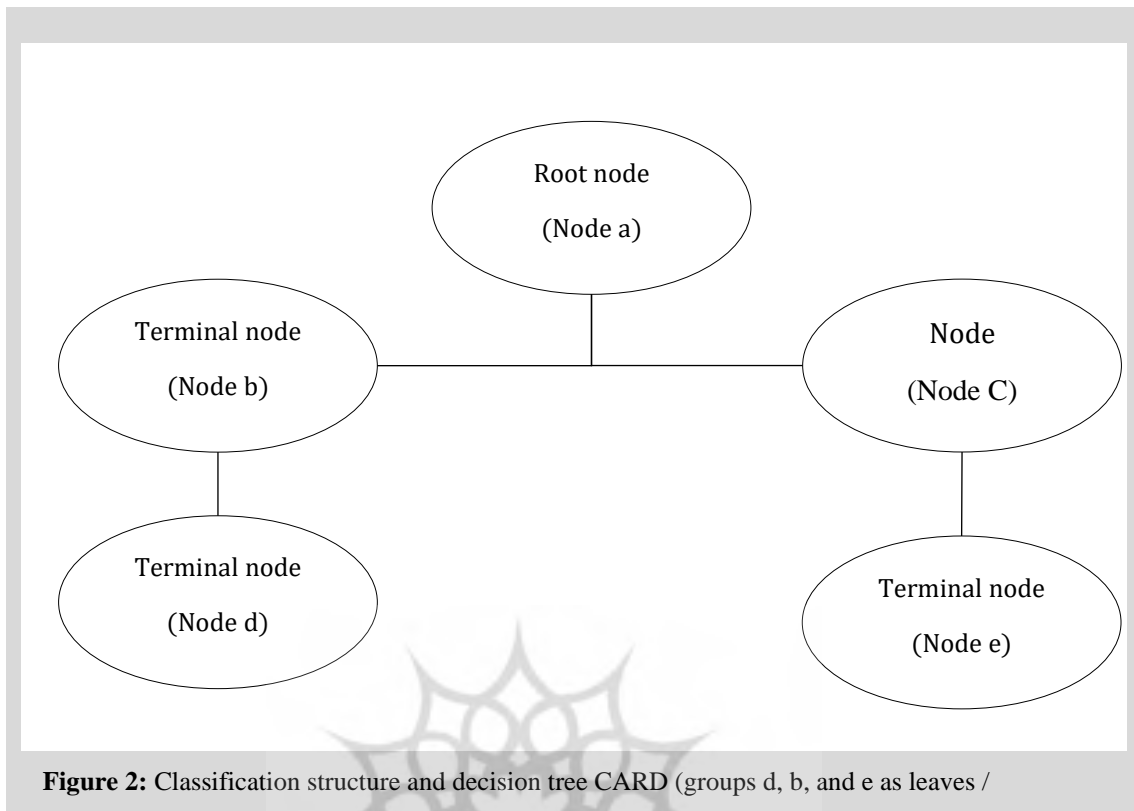 Root node
(Node a)
Terminal node
(Node b)
Node
(Node C)
Terminal node
(Node d)
Terminal node
(Node e)
Figure 2: Classification structure and decision tree CARD (groups d, b, and e as leaves /